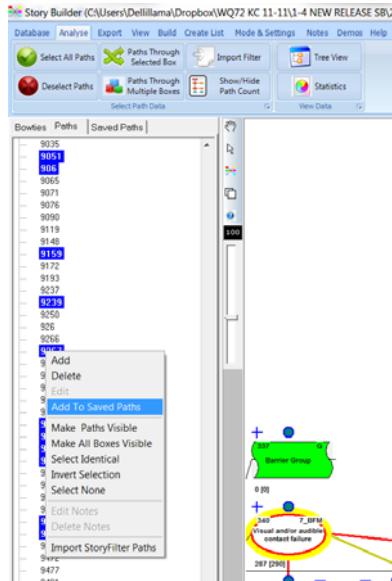 Story Builder (C:\Users\Dellillama\Dropbox\WQ72 KC 11-11\1-4 NEW RELEASE SB\
Database Analyse Export View Build Create List Mode & Settings Notes Demos Help
Select All Paths
Paths Through
Selected Box
Import Filter
Tree View
Deselect Paths
Paths Through
Multiple Boxes
Show/Hide
Path Count
Statistics
Select Path Data
View Data
Bowties Paths Saved Paths
9035
9051
906
9065
9071
9076
9090
9119
9148
9159
9172
9193
9237
9239
9250
926
9266
Add
Delete
Edit
Add To Saved Paths
Make Paths Visible
Make All Boxes Visible
Select Identical
Invert Selection
Select None
Edit Notes
Delete Notes
Import StoryFilter Paths
9477
100
337 G
Barrier Group
0 [0]
340 7_BFM
Visual and/or audible
contact failure
287 [290]